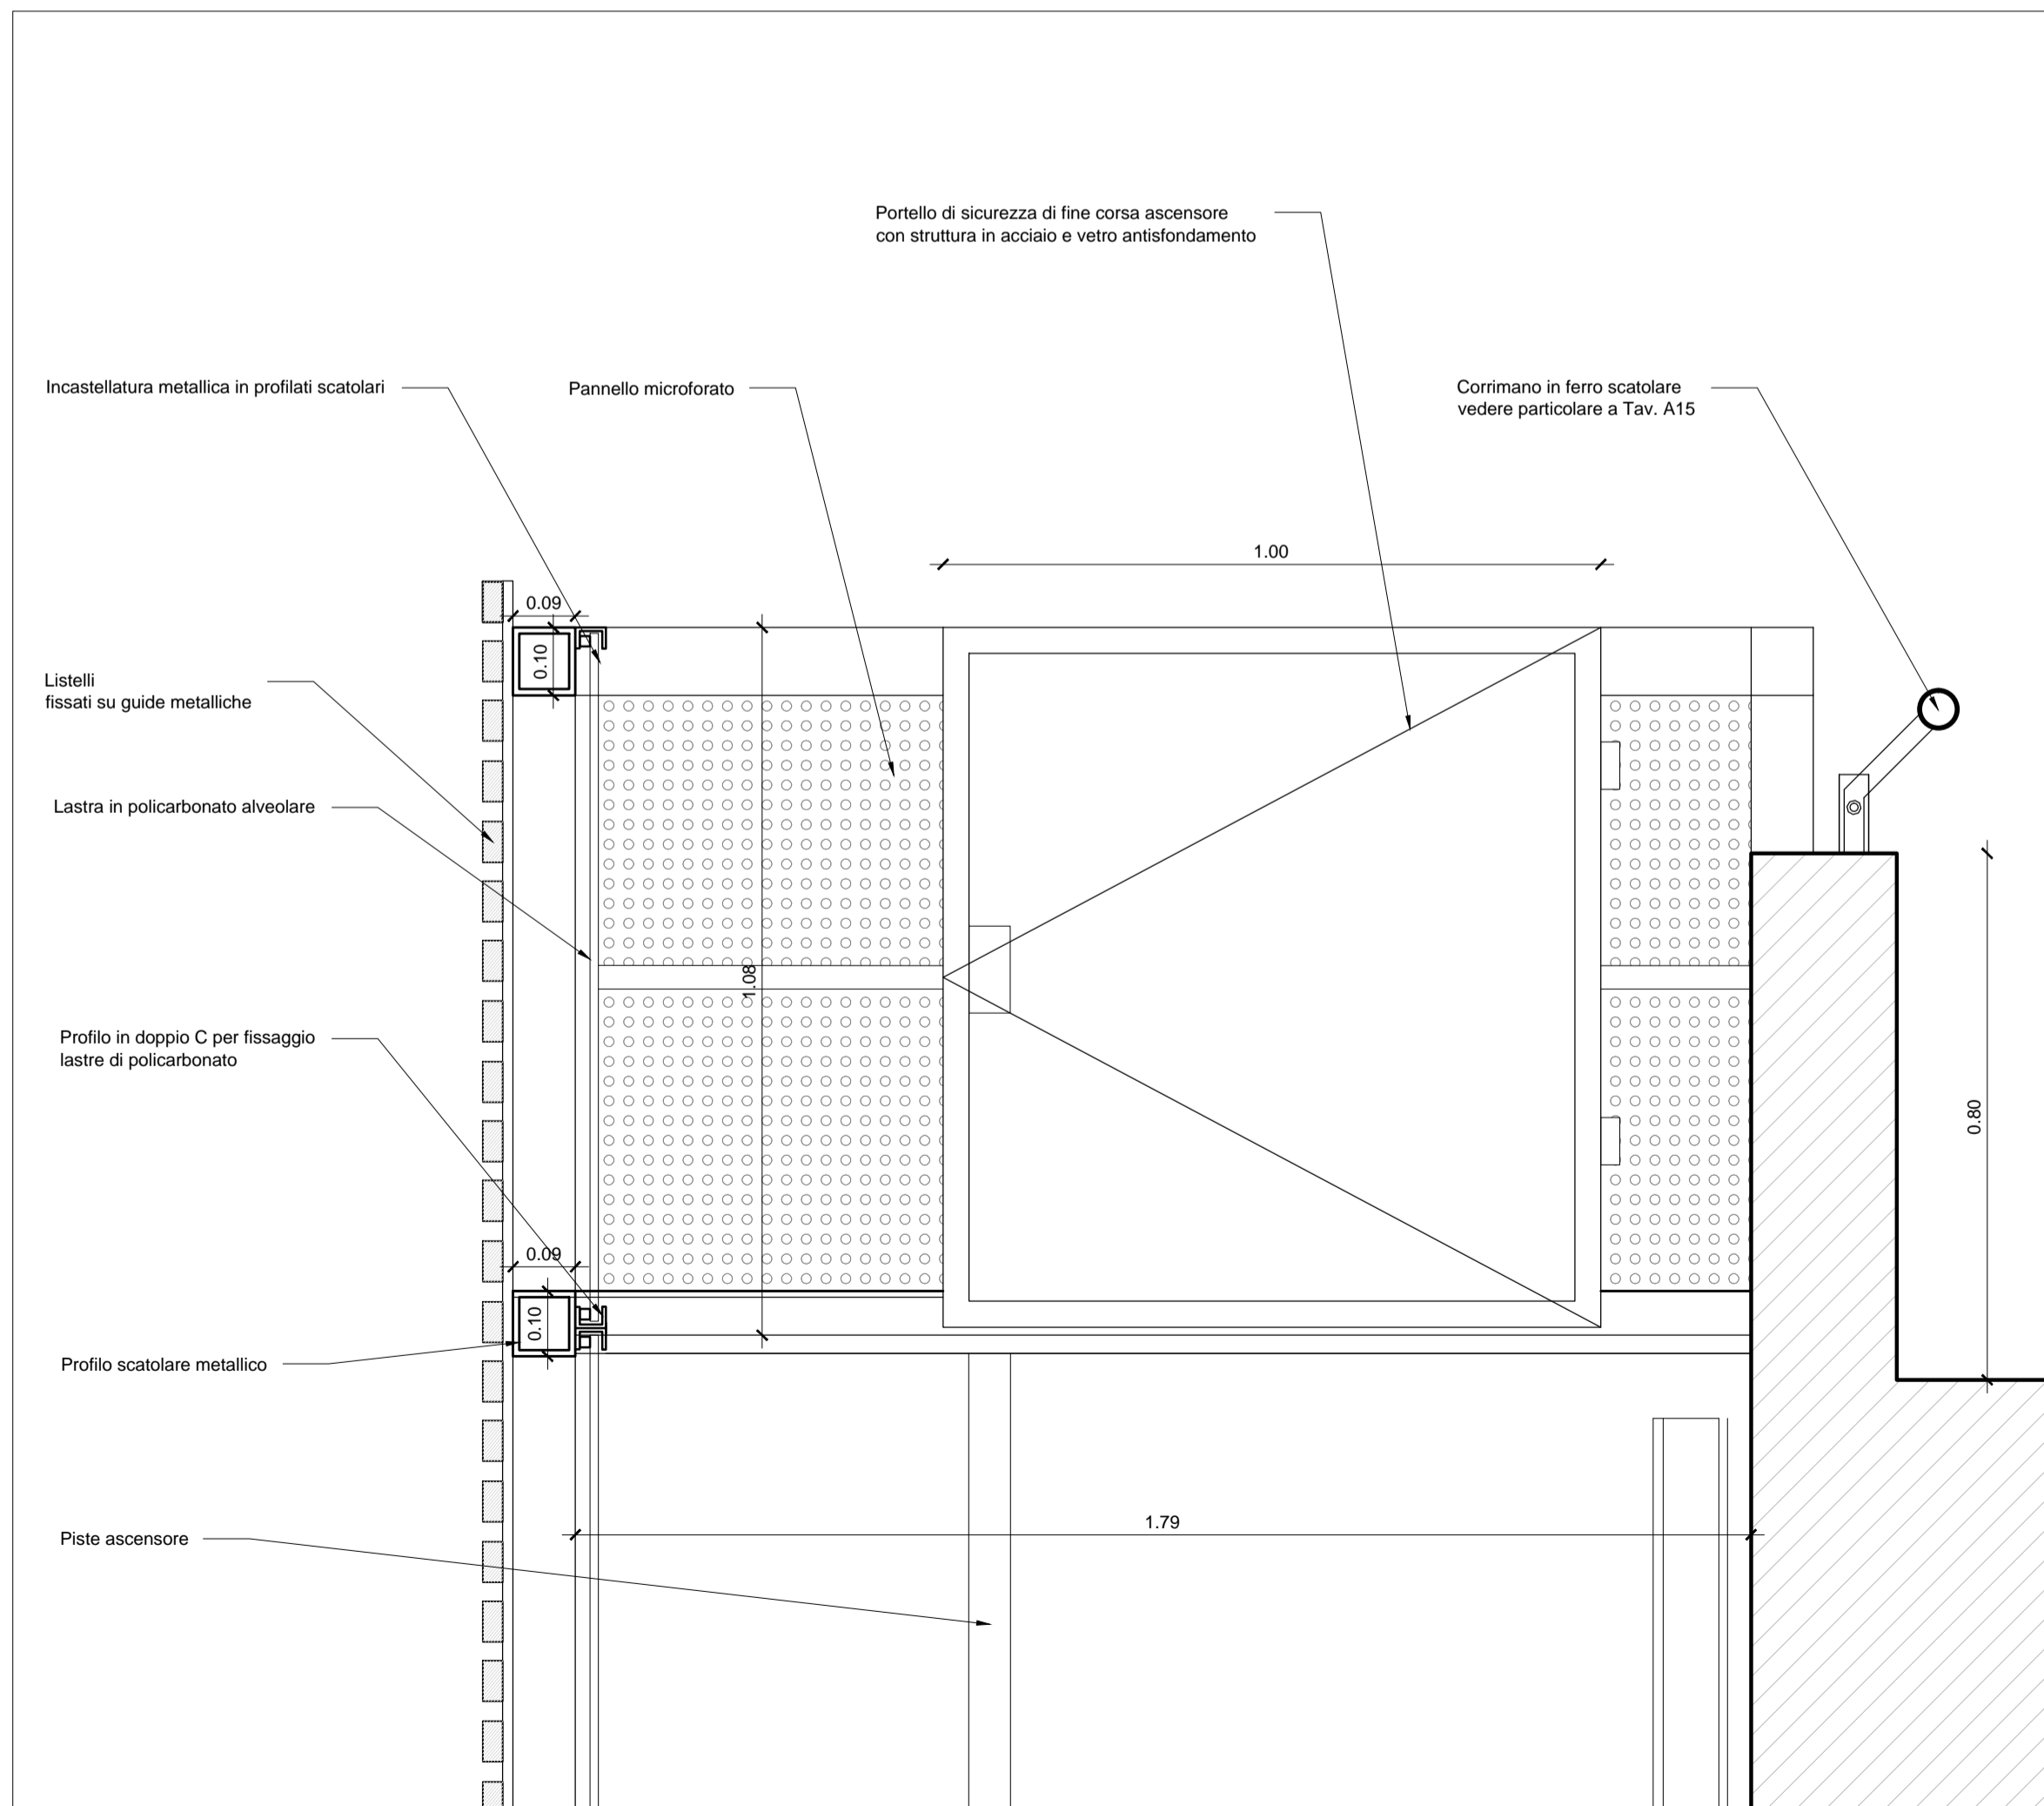 Portello di sicurezza di fine corsa ascensore
con struttura in acciaio e vetro antisfondamento
Incastellatura metallica in profilati scatolari
Pannello microforato
Corrimano in ferro scatolare
vedere particolare a Tav. A15
1.00
0.09
0.10
Listelli
fissati su guide metalliche
Lastra in policarbonato alveolare
1.08
Profilo in doppio C per fissaggio
lastre di policarbonato
0.80
0.09
0.10
Profilo scatolare metallico
1.79
Piste ascensore